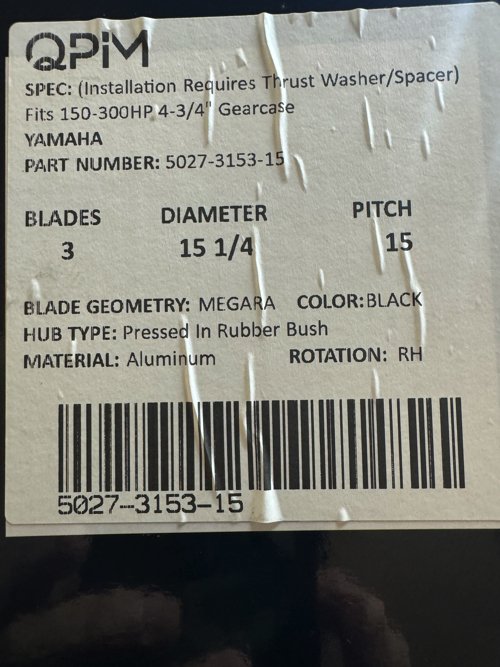 QPiM
SPEC: (Installation Requires Thrust Washer/Spacer)
Fits 150-300HP 4-3/4" Gearcase
YAMAHA
PART NUMBER: 5027-3153-15
BLADES DIAMETER PITCH
3 15 1/4 15
BLADE GEOMETRY: MEGARA COLOR:BLACK
HUB TYPE: Pressed In Rubber Bush
MATERIAL: Aluminum ROTATION: RH
5027-3153-15